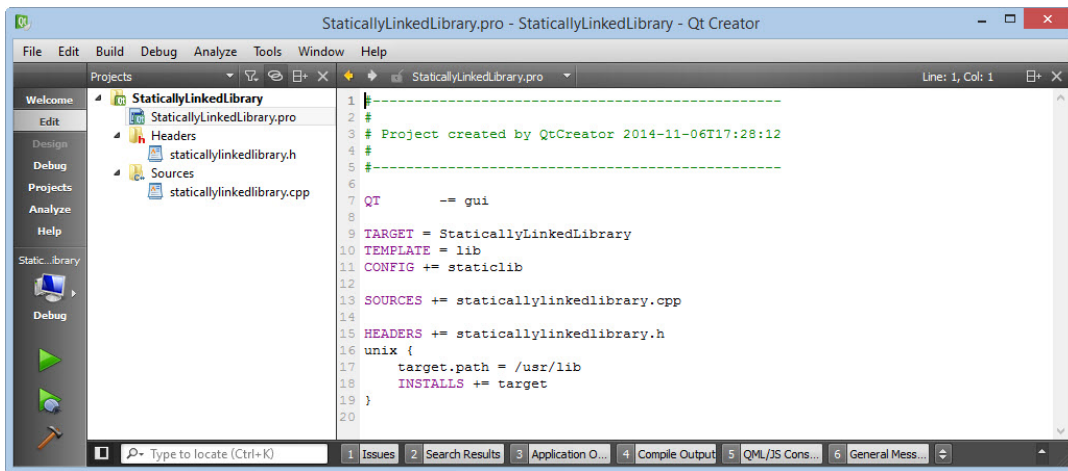 StaticallyLinkedLibrary.pro - StaticallyLinkedLibrary - Qt Creator
File Edit Build Debug Analyze Tools Window Help
Projects
StaticallyLinkedLibrary.pro
Line: 1, Col: 1
Welcome
Edit
Design
Debug
Projects
Analyze
Help
Static...ibrary
Debug
StaticallyLinkedLibrary
StaticallyLinkedLibrary.pro
Headers
staticallylinkedlibrary.h
Sources
staticallylinkedlibrary.cpp
1 #-------------------------------------------------
2 #
3 # Project created by QtCreator 2014-11-06T17:28:12
4 #
5 #-------------------------------------------------
6
7 QT       -= gui
8
9 TARGET = StaticallyLinkedLibrary
10 TEMPLATE = lib
11 CONFIG += staticlib
12
13 SOURCES += staticallylinkedlibrary.cpp
14
15 HEADERS += staticallylinkedlibrary.h
16 unix {
17     target.path = /usr/lib
18     INSTALLS += target
19 }
20
Type to locate (Ctrl+K)
1 Issues 2 Search Results 3 Application O... 4 Compile Output 5 QML/JS Cons... 6 General Mess...